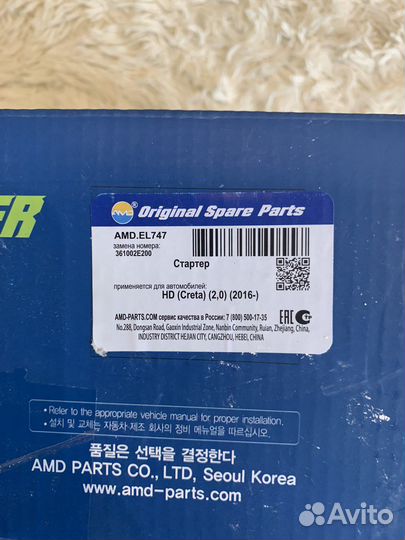 ER
AMD® Original Spare Parts
AMD.EL747
замена номера:
361002E200
Стартер
применяется для автомобилей:
HD (Creta) (2,0) (2016-)
AMD-PARTS.COM сервис качества в России: 7 (800) 500-17-35
No.288, Dongsan Road, Gaoxin Industrial Zone, Nanbin Community, Ruian, Zhejiang, China,
INDUSTRY DISTRICT HEJIAN CITY, CANGZHOU, HEBEI, CHINA
EAC
• Refer to the appropriate vehicle manual for proper installation.
• 설치 및 교체는 자동차 제조 회사의 정비 메뉴얼을 따르십시오.
품질은 선택을 결정한다
AMD PARTS CO., LTD, Seoul Korea
www.amd-parts.com
Avito